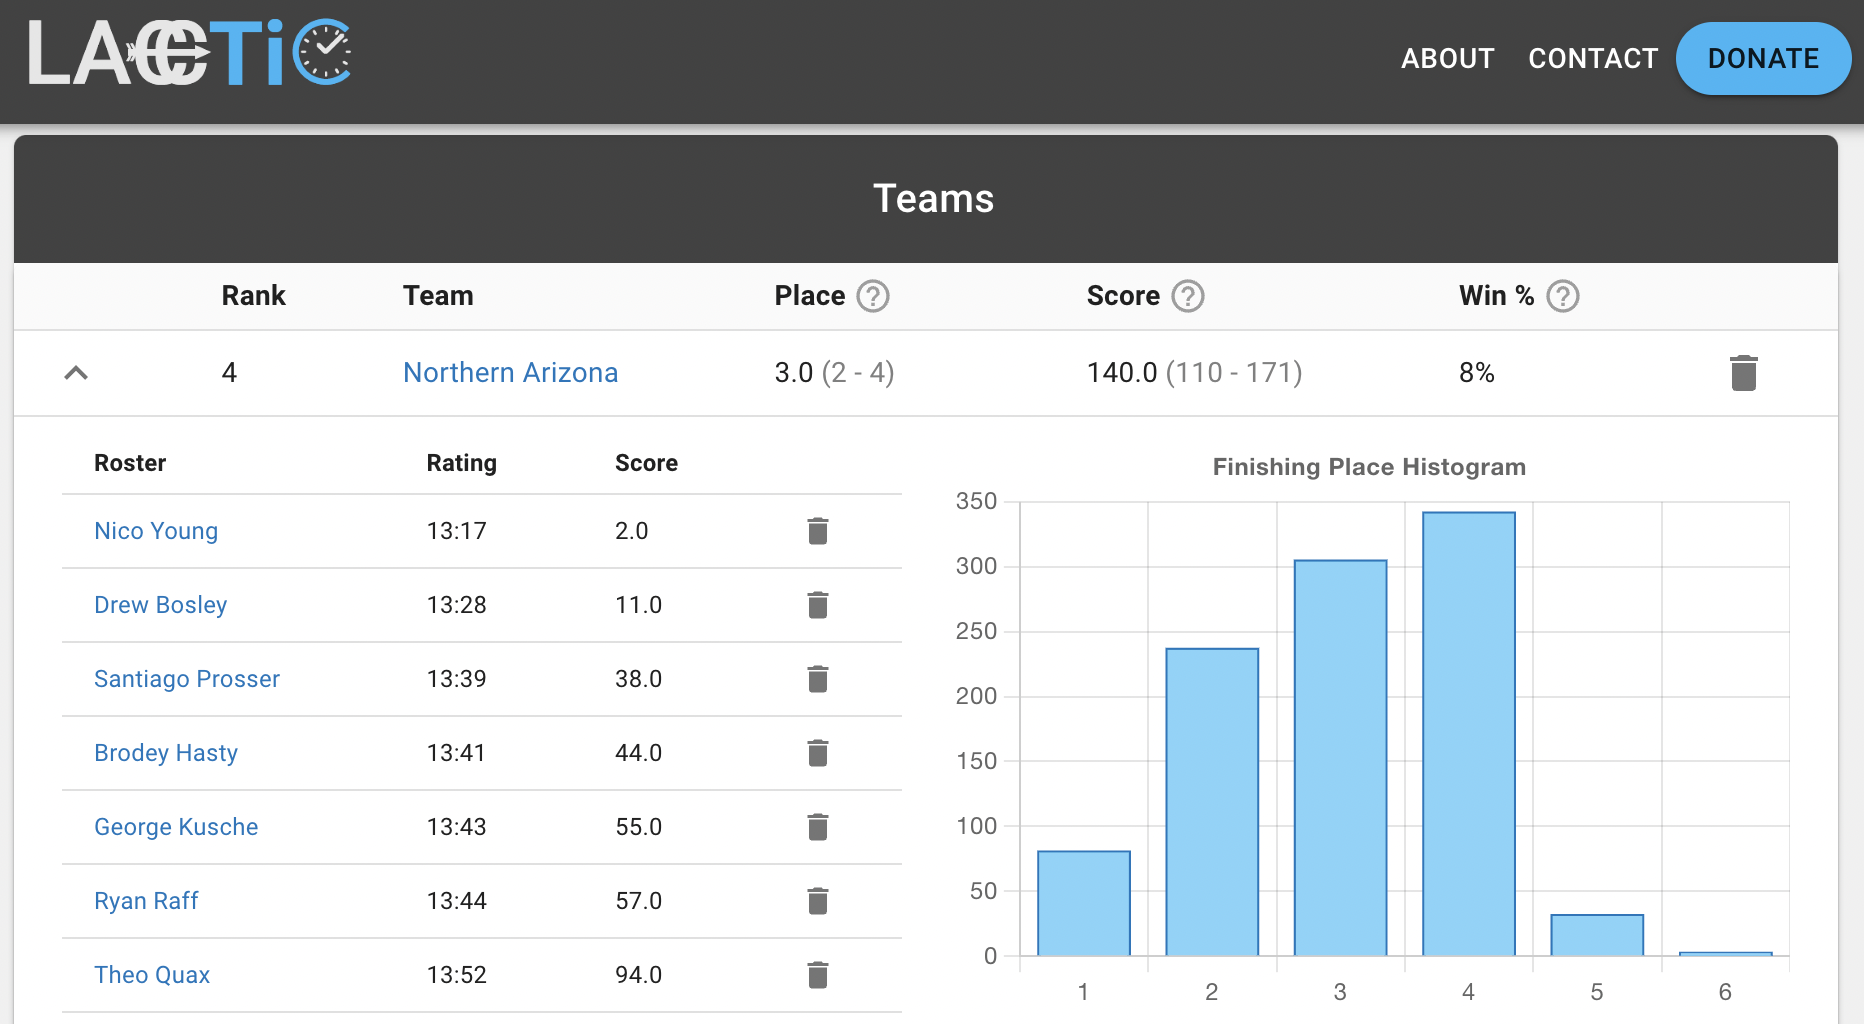 LACCTiC
ABOUT CONTACT DONATE
Teams
Rank Team Place ? Score ? Win % ?
4 Northern Arizona 3.0 (2 - 4) 140.0 (110 - 171) 8%
Roster Rating Score
Nico Young 13:17 2.0
Drew Bosley 13:28 11.0
Santiago Prosser 13:39 38.0
Brodey Hasty 13:41 44.0
George Kusche 13:43 55.0
Ryan Raff 13:44 57.0
Theo Quax 13:52 94.0
Finishing Place Histogram
350
300
250
200
150
100
50
0
1 2 3 4 5 6